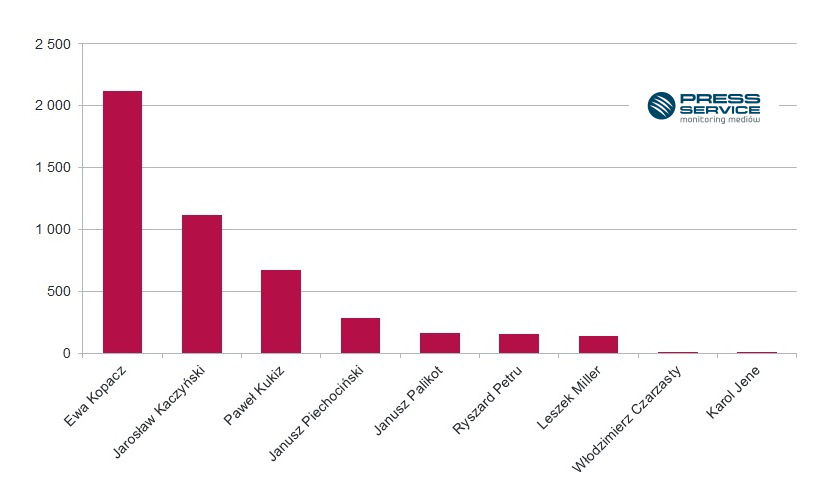 2 500
2 000
1 500
1 000
500
0
PRESS
SERVICE
monitoring mediów
Ewa Kopacz
Jarosław Kaczyński
Paweł Kukiz
Janusz Piechociński
Janusz Palikot
Ryszard Petru
Leszek Miller
Włodzimierz Czarzasty
Karol Jene